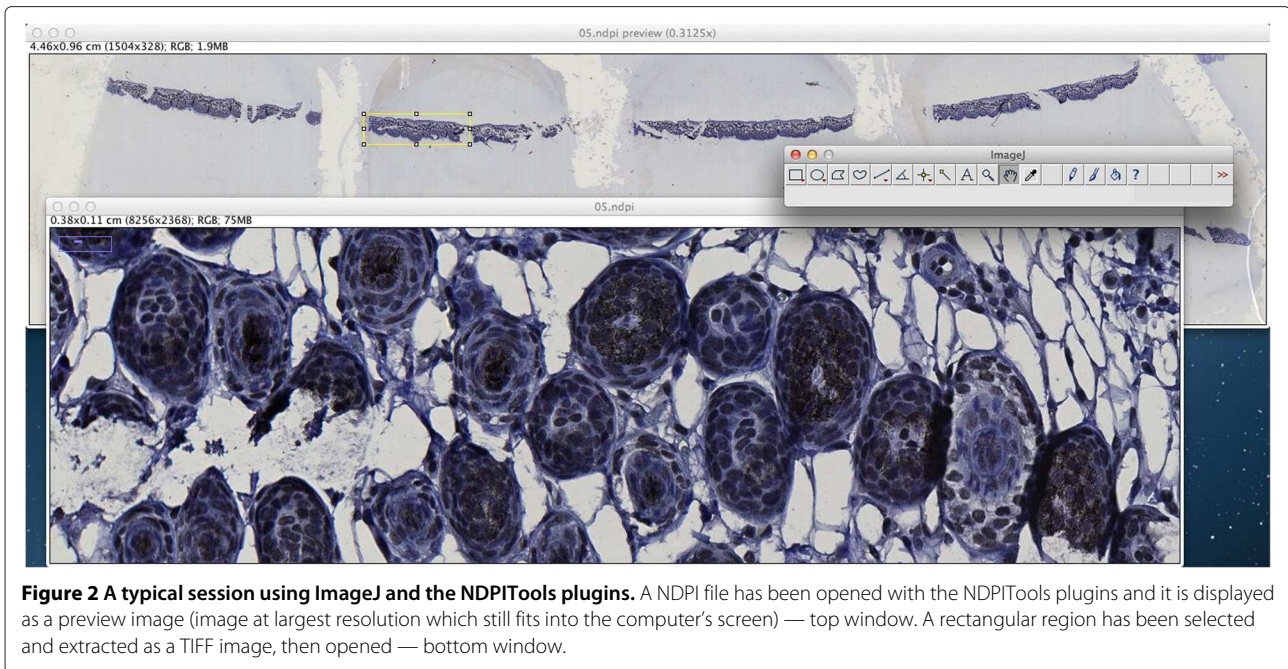 05.ndpi preview (0.3125x)
4.46x0.96 cm (1504x328); RGB; 1.9MB
ImageJ
A
?
>>
05.ndpi
0.38x0.11 cm (8256x2368); RGB; 75MB
Figure 2 A typical session using ImageJ and the NDPITools plugins. A NDPI file has been opened with the NDPITools plugins and it is displayed
as a preview image (image at largest resolution which still fits into the computer's screen) — top window. A rectangular region has been selected
and extracted as a TIFF image, then opened — bottom window.